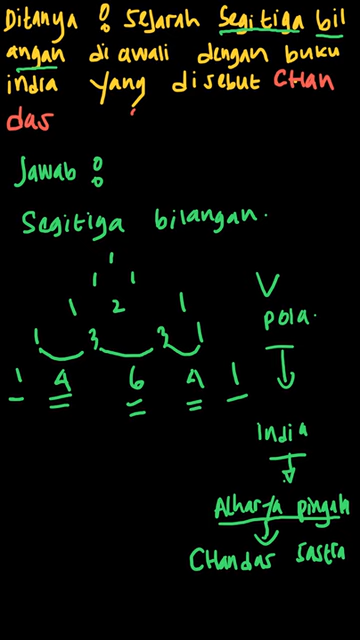 Ditanya : sejarah segitiga bil
angan di awali dengan buku
india yang disebut CHan
das ?
Jawab :
Segitiga bilangan.
1
1 1
1 2 1
1 3 3 1
1 4 6 4 1
pola.
India
Alharya pingala
CHandas sastra